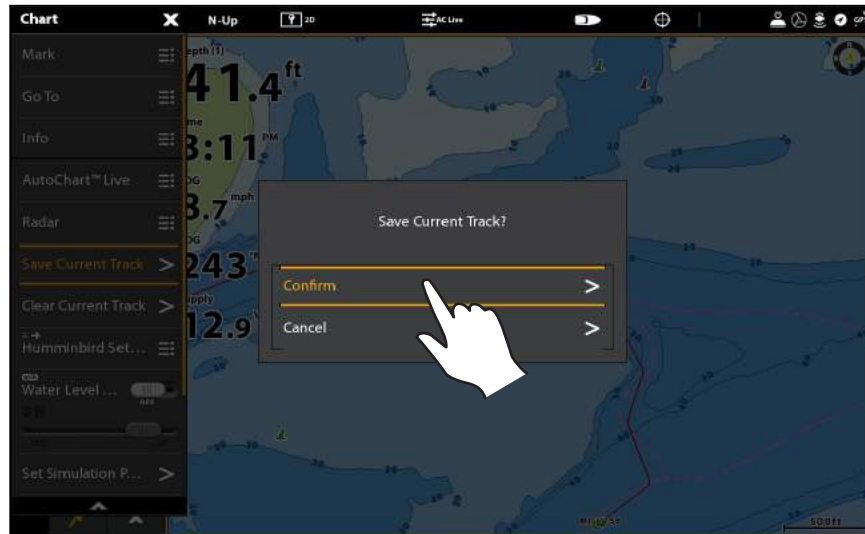 Chart X N-Up 2D AC Live
Mark
Go To
Info
AutoChart™ Live
Radar
Save Current Track >
Clear Current Track >
Humminbird Set...
Water Level ...
OFF
Set Simulation P... >
41.4 ft
3:11 PM
3.7 mph
243°
12.9
Save Current Track?
Confirm >
Cancel >
500ft